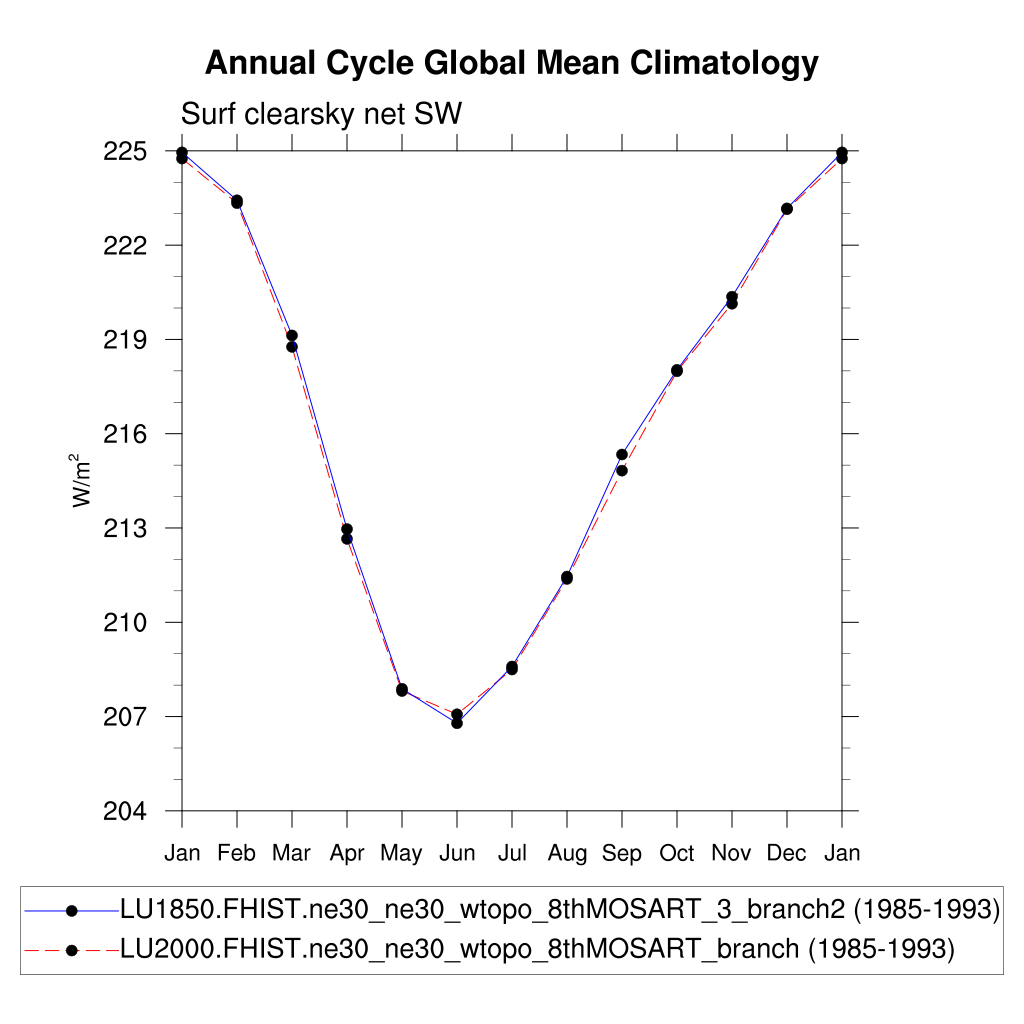 Annual Cycle Global Mean Climatology
Surf clearsky net SW
225
222
219
216
213
210
207
204
W/m²
Jan Feb Mar Apr May Jun Jul Aug Sep Oct Nov Dec Jan
LU1850.FHIST.ne30_ne30_wtopo_8thMOSART_3_branch2 (1985-1993)
LU2000.FHIST.ne30_ne30_wtopo_8thMOSART_branch (1985-1993)